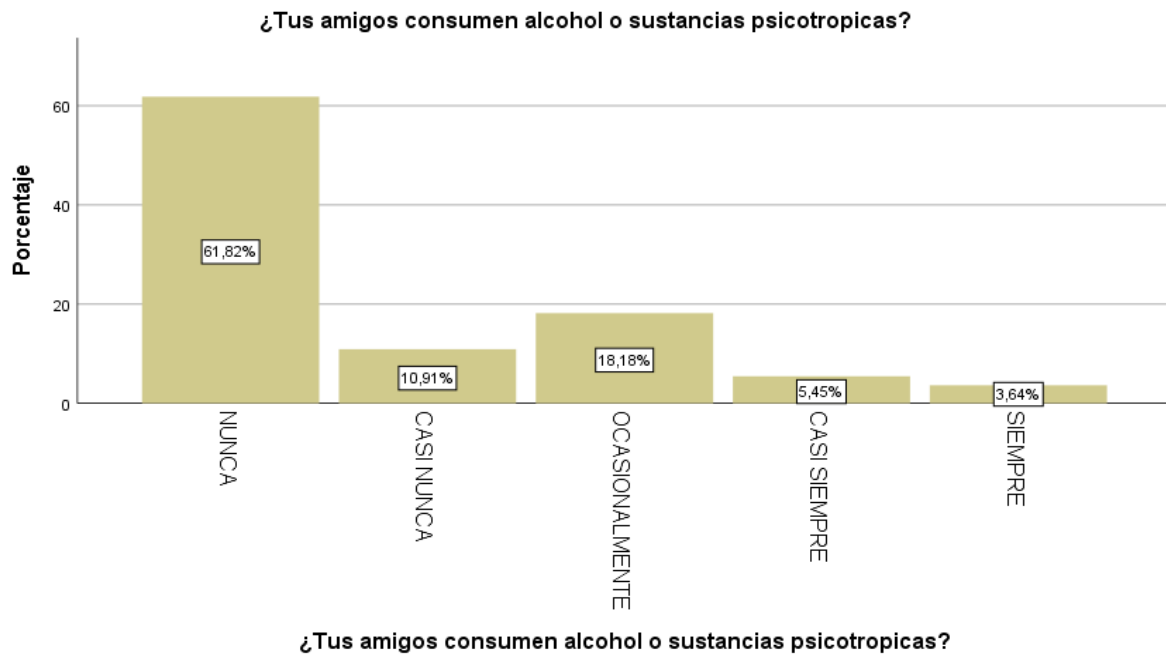 ¿Tus amigos consumen alcohol o sustancias psicotropicas?
Porcentaje
60
40
20
0
61,82%
10,91%
18,18%
5,45%
3,64%
NUNCA
CASI NUNCA
OCASIONALMENTE
CASI SIEMPRE
SIEMPRE
¿Tus amigos consumen alcohol o sustancias psicotropicas?